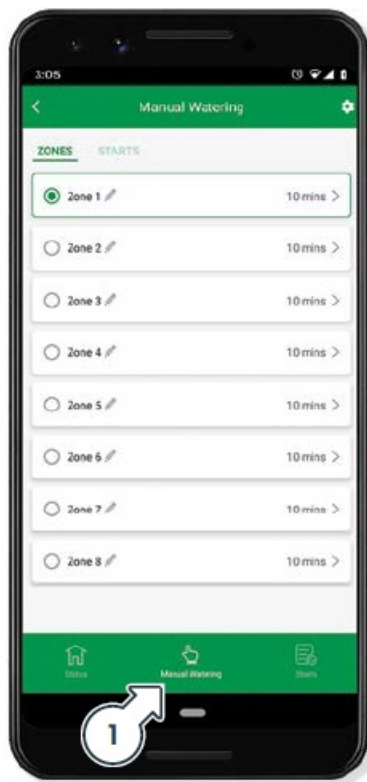 3:05
Manual Watering
ZONES STARTS
Zone 1 10 mins
Zone 2 10 mins
Zone 3 10 mins
Zone 4 10 mins
Zone 5 10 mins
Zone 6 10 mins
Zone 7 10 mins
Zone 8 10 mins
Status Manual Watering Starts
1